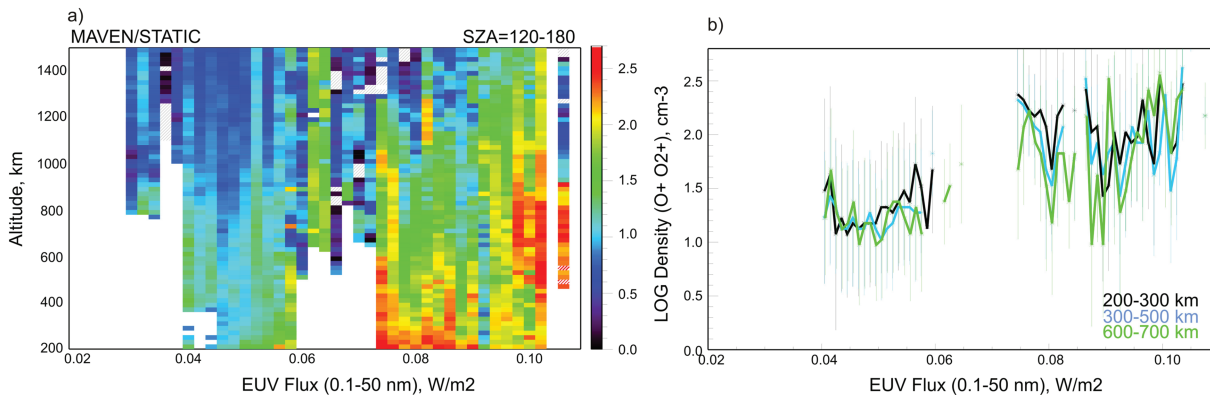 a)
MAVEN/STATIC SZA=120-180
1400
1200
1000
800
600
400
200
Altitude, km
0.02 0.04 0.06 0.08 0.10
EUV Flux (0.1-50 nm), W/m2
2.5
2.0
1.5
1.0
0.5
0.0
b)
2.5
2.0
1.5
1.0
0.5
0.0
LOG Density (O+ O2+), cm-3
200-300 km
300-500 km
600-700 km
0.02 0.04 0.06 0.08 0.10
EUV Flux (0.1-50 nm), W/m2